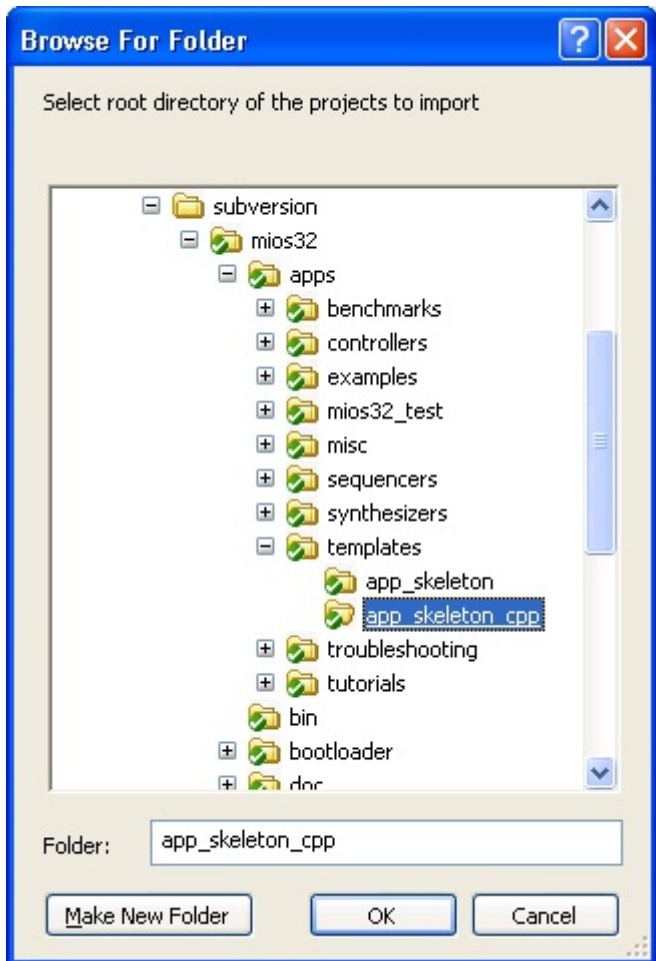 Browse For Folder
Select root directory of the projects to import
subversion
mios32
apps
benchmarks
controllers
examples
mios32_test
misc
sequencers
synthesizers
templates
app_skeleton
app_skeleton_cpp
troubleshooting
tutorials
bin
bootloader
doc
Folder: app_skeleton_cpp
Make New Folder OK Cancel